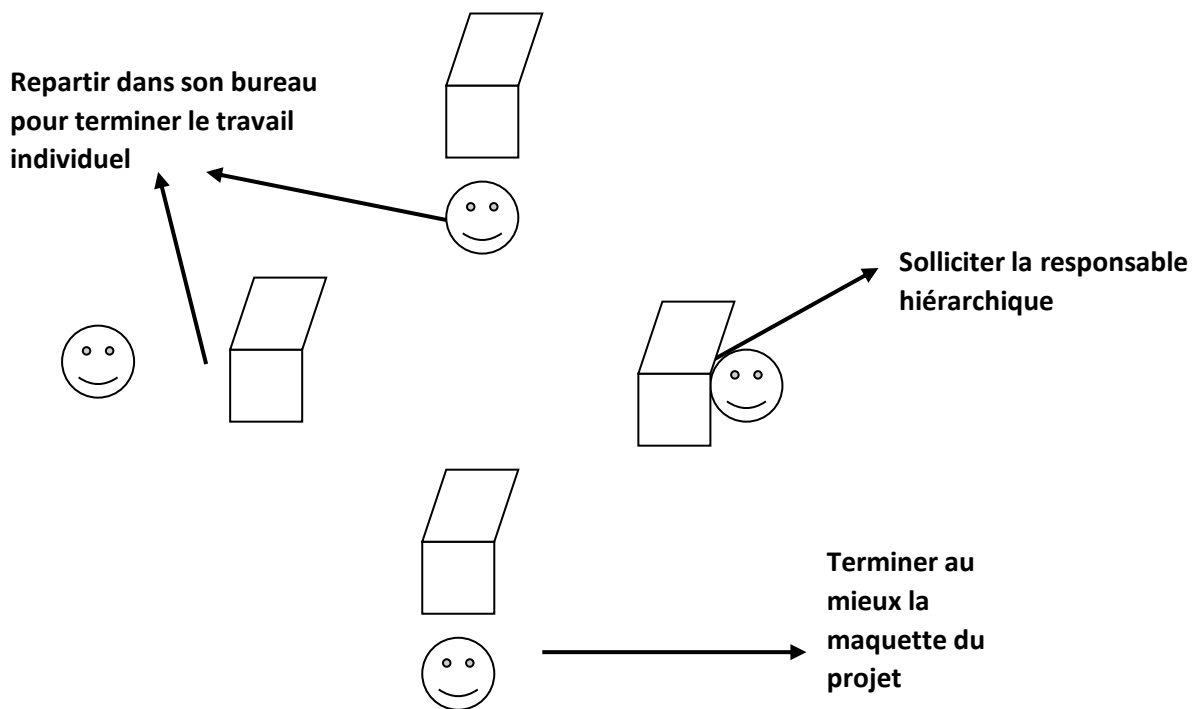 Repartir dans son bureau
pour terminer le travail
individuel
Solliciter la responsable
hiérarchique
Terminer au
mieux la
maquette du
projet